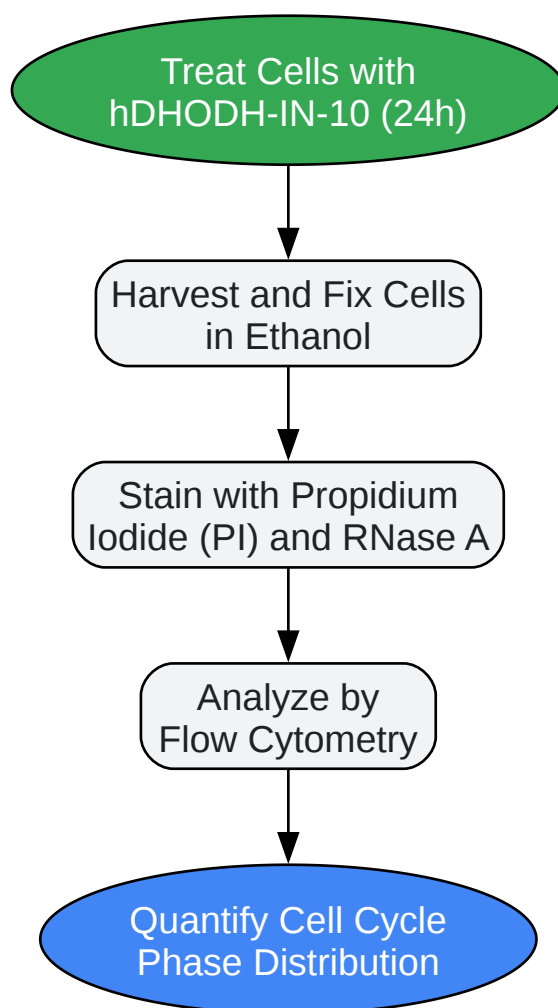 Treat Cells with
hDHODH-IN-10 (24h)
Harvest and Fix Cells
in Ethanol
Stain with Propidium
Iodide (PI) and RNase A
Analyze by
Flow Cytometry
Quantify Cell Cycle
Phase Distribution